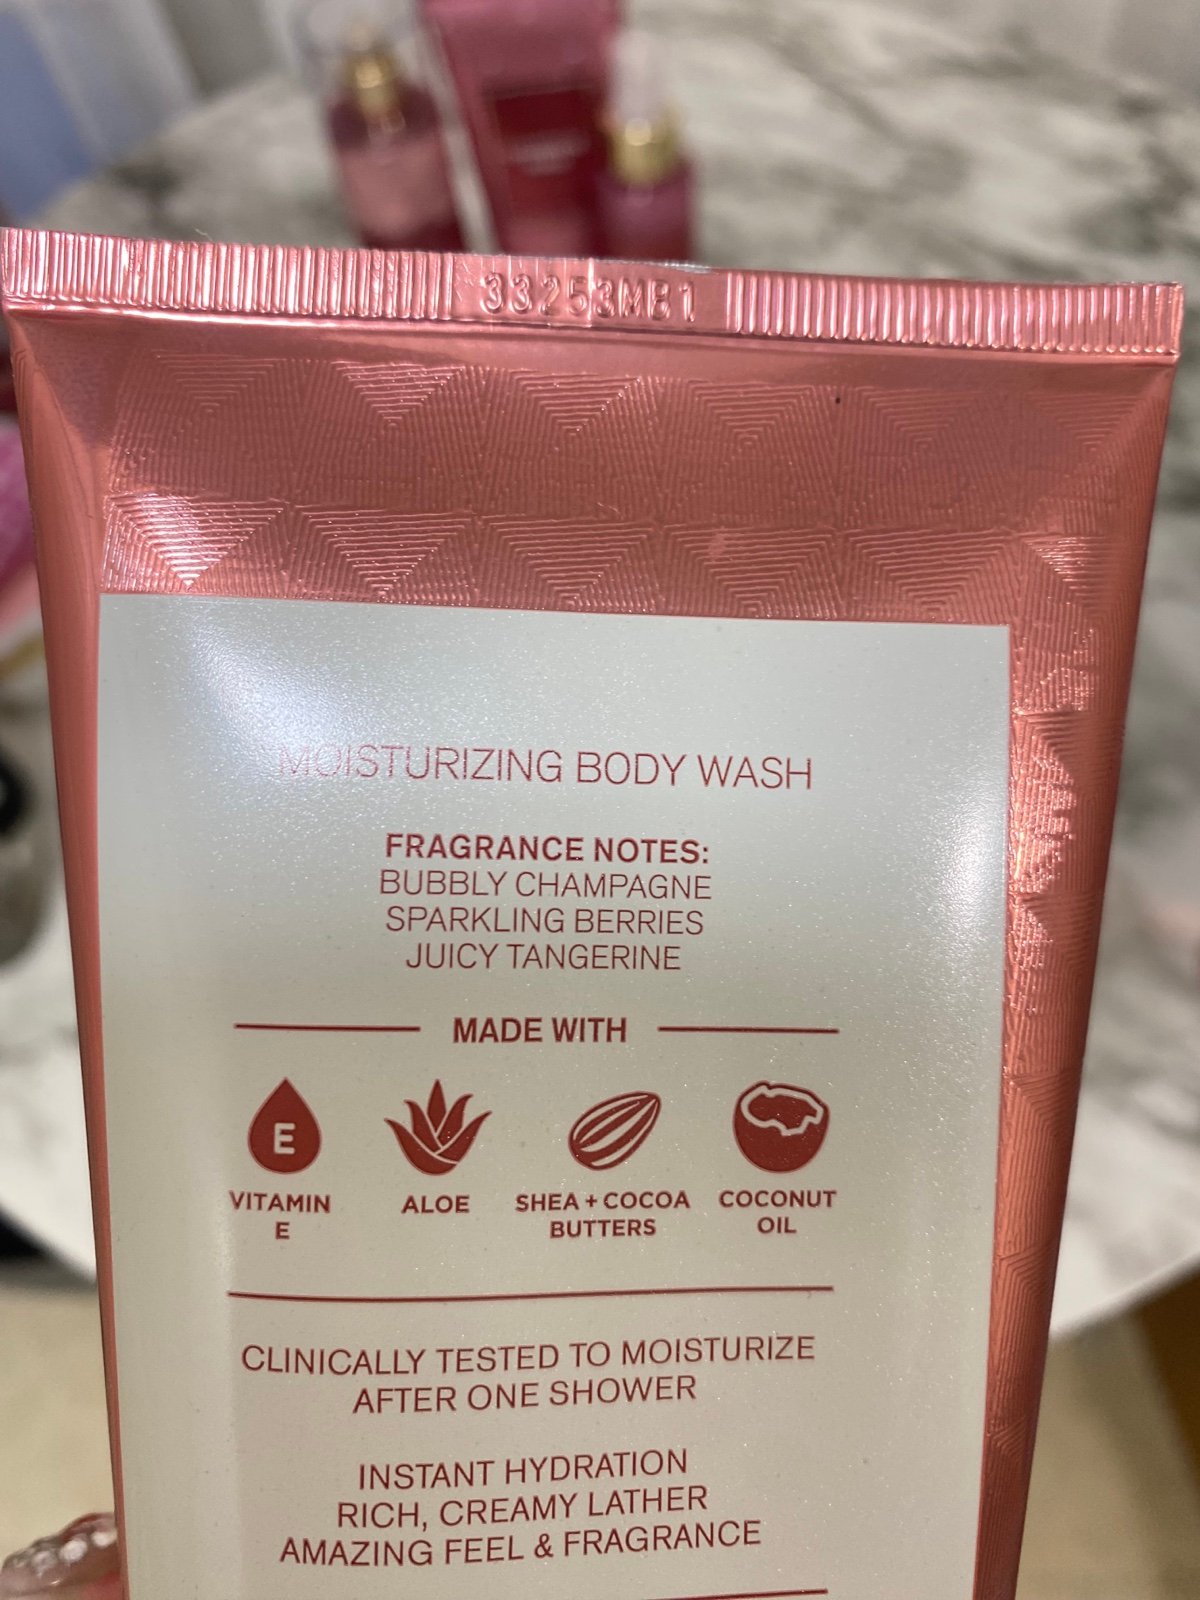 33253MB1
MOISTURIZING BODY WASH
FRAGRANCE NOTES:
BUBBLY CHAMPAGNE
SPARKLING BERRIES
JUICY TANGERINE
MADE WITH
E
VITAMIN
E
ALOE
SHEA + COCOA
BUTTERS
COCONUT
OIL
CLINICALLY TESTED TO MOISTURIZE
AFTER ONE SHOWER
INSTANT HYDRATION
RICH, CREAMY LATHER
AMAZING FEEL & FRAGRANCE